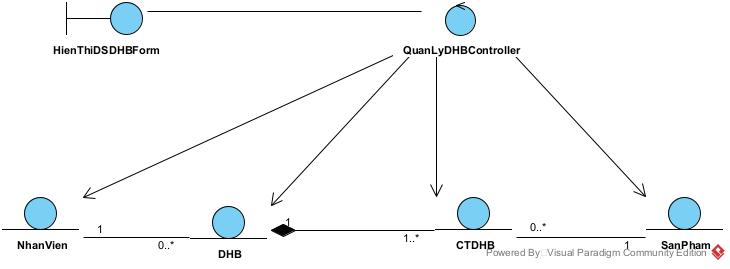 HienThiDSDHBForm
QuanLyDHBController
1
0..*
1
1..*
0..*
1
NhanVien
DHB
CTDHB
SanPham
Powered By: Visual Paradigm Community Edition